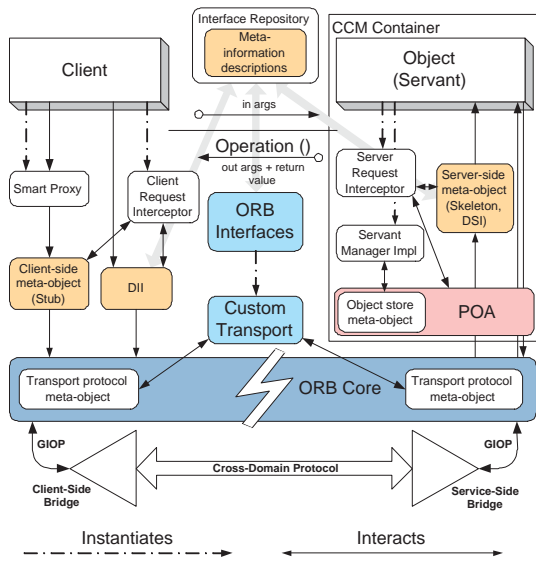 Interface Repository
Meta-
information
descriptions
CCM Container
Client
Object
(Servant)
in args
Operation ()
out args + return
value
Smart Proxy
Client
Request
Interceptor
Server
Request
Interceptor
Server-side
meta-object
(Skeleton,
DSI)
ORB
Interfaces
Servant
Manager Impl
Client-side
meta-object
(Stub)
DII
Object store
meta-object
POA
Custom
Transport
Transport protocol
meta-object
ORB Core
Transport protocol
meta-object
GIOP
GIOP
Cross-Domain Protocol
Client-Side
Bridge
Service-Side
Bridge
Instantiates
Interacts